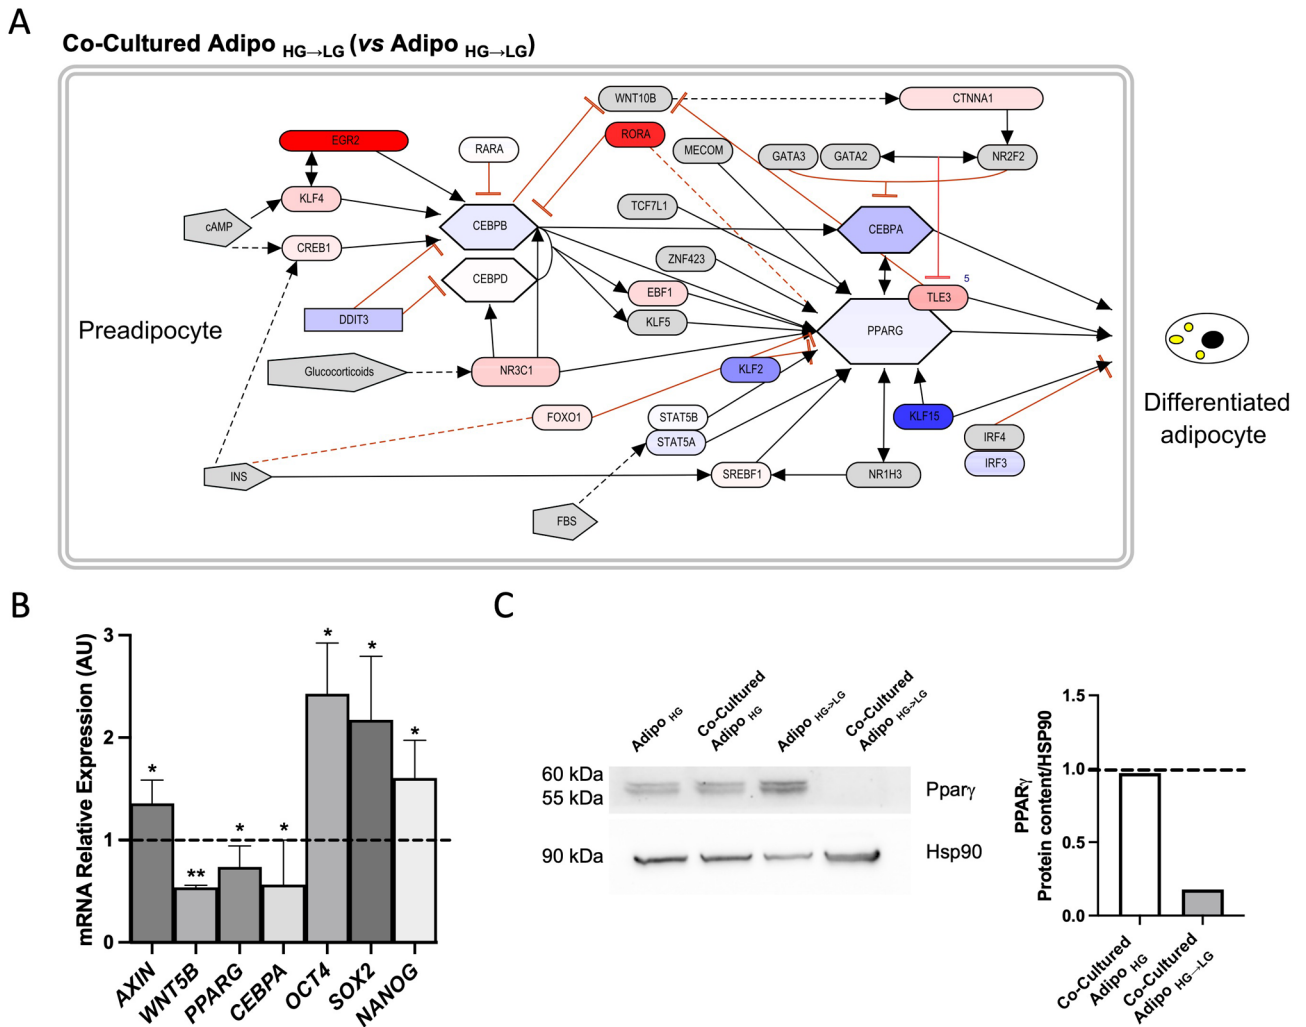 A
Co-Cultured Adipo HG→LG (vs Adipo HG→LG)
WNT10B
CTNNA1
EGR2
RORA
RARA
MECOM
GATA3
GATA2
NR2F2
KLF4
TCF7L1
cAMP
CEBPB
CEBPA
CREB1
ZNF423
CEBPD
5
EBF1
TLE3
DDIT3
KLF5
Preadipocyte
PPARG
Glucocorticoids
NR3C1
KLF2
Differentiated
adipocyte
FOXO1
STAT5B
KLF15
STAT5A
IRF4
IRF3
INS
SREBF1
NR1H3
FBS
B
mRNA Relative Expression (AU)
3
2
1
0
*
**
*
*
*
*
*
AXIN
WNT5B
PPARG
CEBPA
OCT4
SOX2
NANOG
C
Adipo HG
Co-Cultured
Adipo HG
Adipo HG->LG
Co-Cultured
Adipo HG->LG
60 kDa
55 kDa
Pparγ
90 kDa
Hsp90
PPARγ
Protein content/HSP90
1.5
1.0
0.5
0.0
Co-Cultured
Adipo HG
Co-Cultured
Adipo HG→LG